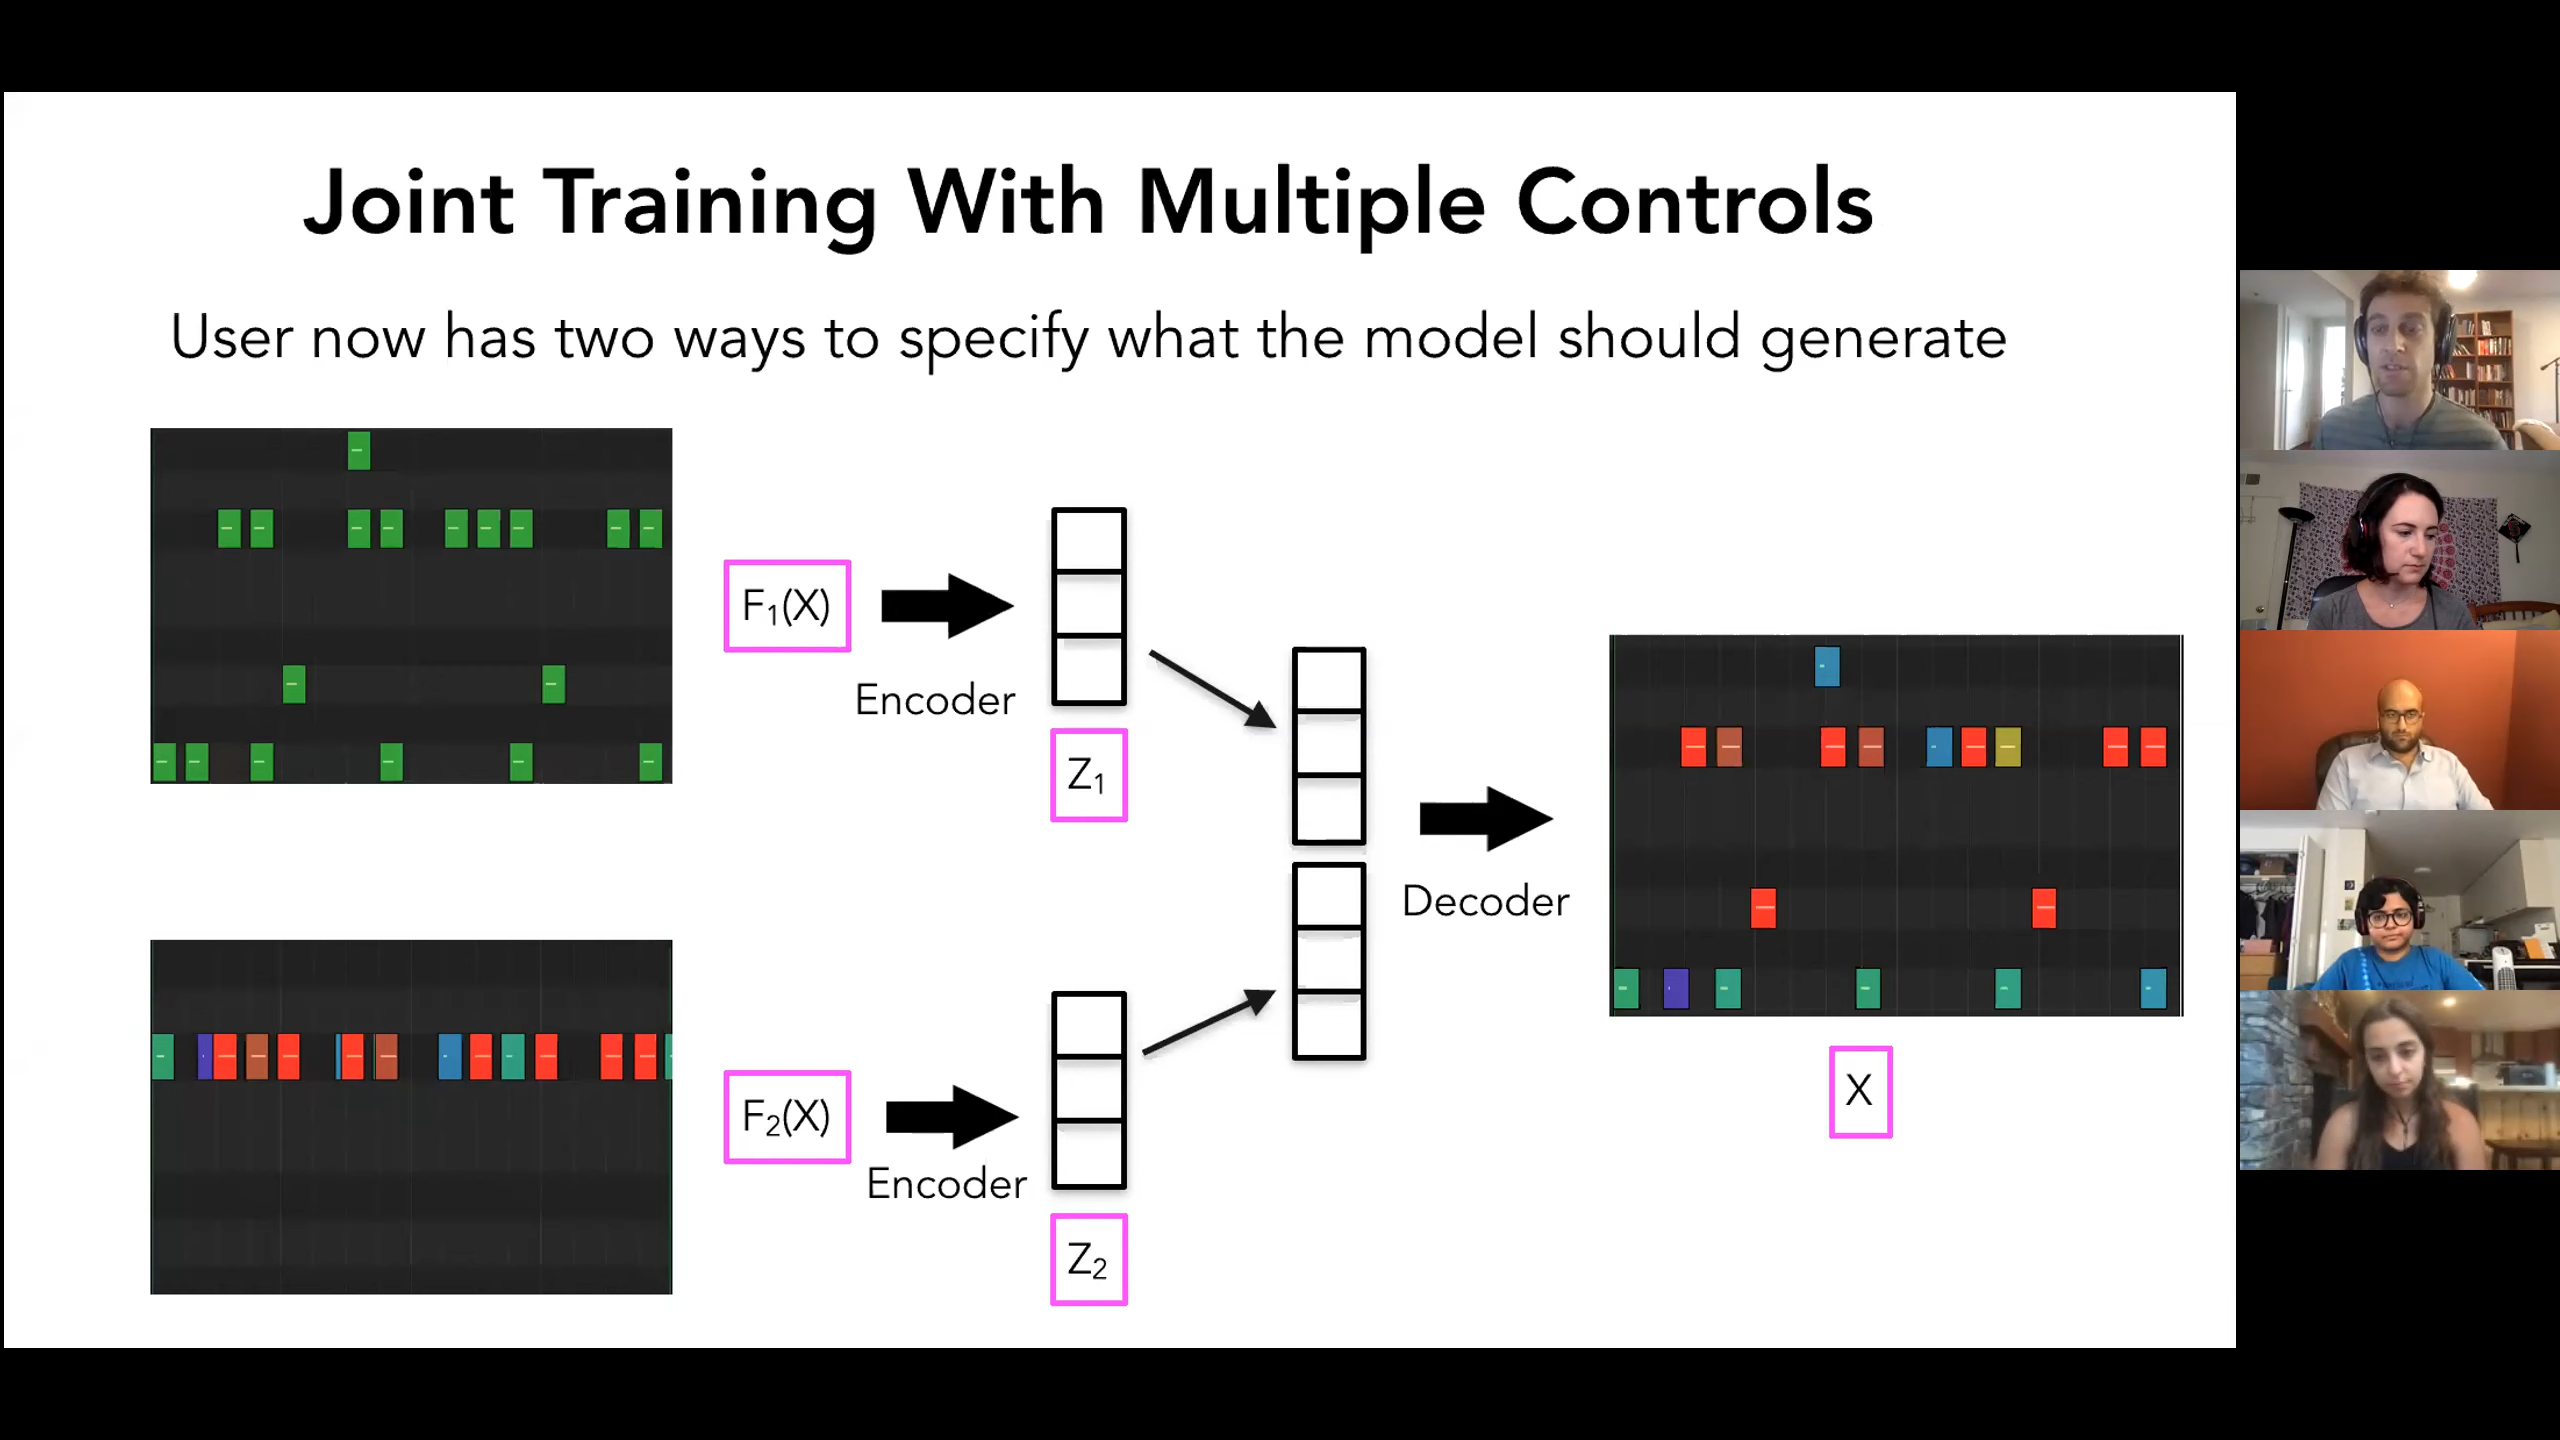 Joint Training With Multiple Controls
User now has two ways to specify what the model should generate
F₁(X)
Encoder
Z₁
F₂(X)
Encoder
Z₂
Decoder
X